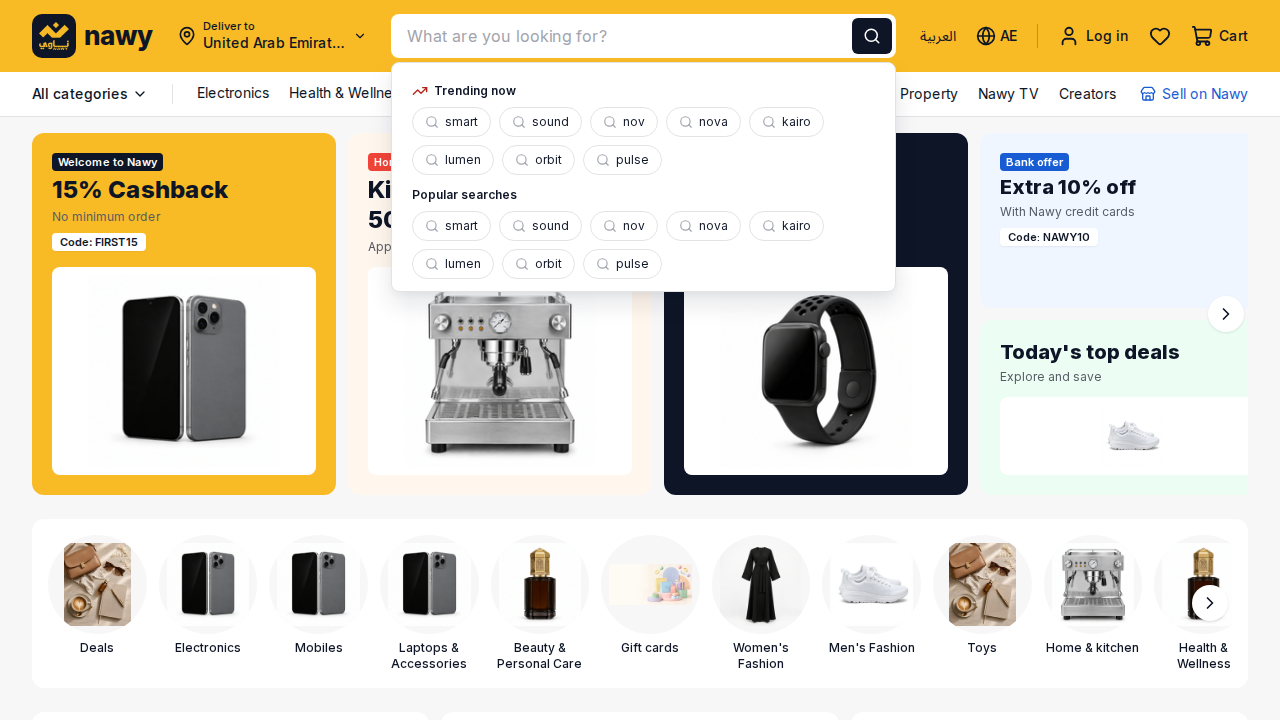 نـاوي
NAWY
nawy
Deliver to
United Arab Emirat...
What are you looking for?
العربية
AE
Log in
Cart
All categories
Electronics
Health & Wellne
Property
Nawy TV
Creators
Sell on Nawy
Trending now
smart
sound
nov
nova
kairo
lumen
orbit
pulse
Popular searches
smart
sound
nov
nova
kairo
lumen
orbit
pulse
Welcome to Nawy
15% Cashback
No minimum order
Code: FIRST15
Hon
Ki
50
App
Bank offer
Extra 10% off
With Nawy credit cards
Code: NAWY10
Today's top deals
Explore and save
Deals
Electronics
Mobiles
Laptops &
Accessories
Beauty &
Personal Care
Gift cards
Women's
Fashion
Men's Fashion
Toys
Home & kitchen
Health &
Wellness